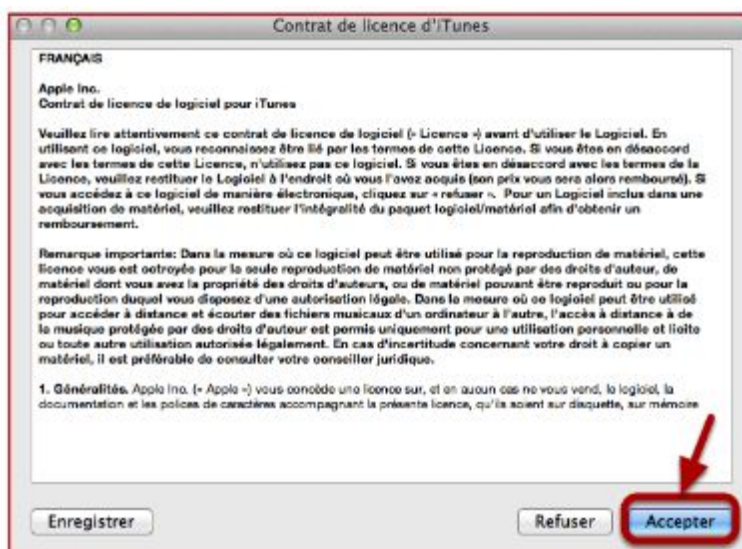 Contrat de licence d'iTunes
FRANÇAIS
Apple Inc.
Contrat de licence de logiciel pour iTunes
Veuillez lire attentivement ce contrat de licence de logiciel (« Licence ») avant d'utiliser le Logiciel. En
utilisant ce logiciel, vous reconnaissez être lié par les termes de cette Licence. Si vous êtes en désaccord
avec les termes de cette Licence, n'utilisez pas ce logiciel. Si vous êtes en désaccord avec les termes de la
Licence, veuillez restituer le Logiciel à l'endroit où vous l'avez acquis (son prix vous sera alors remboursé). Si
vous accédez à ce logiciel de manière électronique, cliquez sur « refuser ». Pour un Logiciel inclus dans une
acquisition de matériel, veuillez restituer l'intégralité du paquet logiciel/matériel afin d'obtenir un
remboursement.
Remarque importante: Dans la mesure où ce logiciel peut être utilisé pour la reproduction de matériel, cette
licence vous est octroyée pour la seule reproduction de matériel non protégé par des droits d'auteur, de
matériel dont vous avez la propriété des droits d'auteurs, ou de matériel pouvant être reproduit ou pour la
reproduction duquel vous disposez d'une autorisation légale. Dans la mesure où ce logiciel peut être utilisé
pour accéder à distance et écouter des fichiers musicaux d'un ordinateur à l'autre, l'accès à distance à de
la musique protégée par des droits d'auteur est permis uniquement pour une utilisation personnelle et licite
ou toute autre utilisation autorisée légalement. En cas d'incertitude concernant votre droit à copier un
matériel, il est préférable de consulter votre conseiller juridique.
1. Généralités. Apple Inc. (« Apple ») vous concède une licence sur, et en aucun cas ne vous vend, le logiciel, la
documentation et les polices de caractères accompagnant la présente licence, qu'ils soient sur disquette, sur mémoire
Enregistrer
Refuser
Accepter